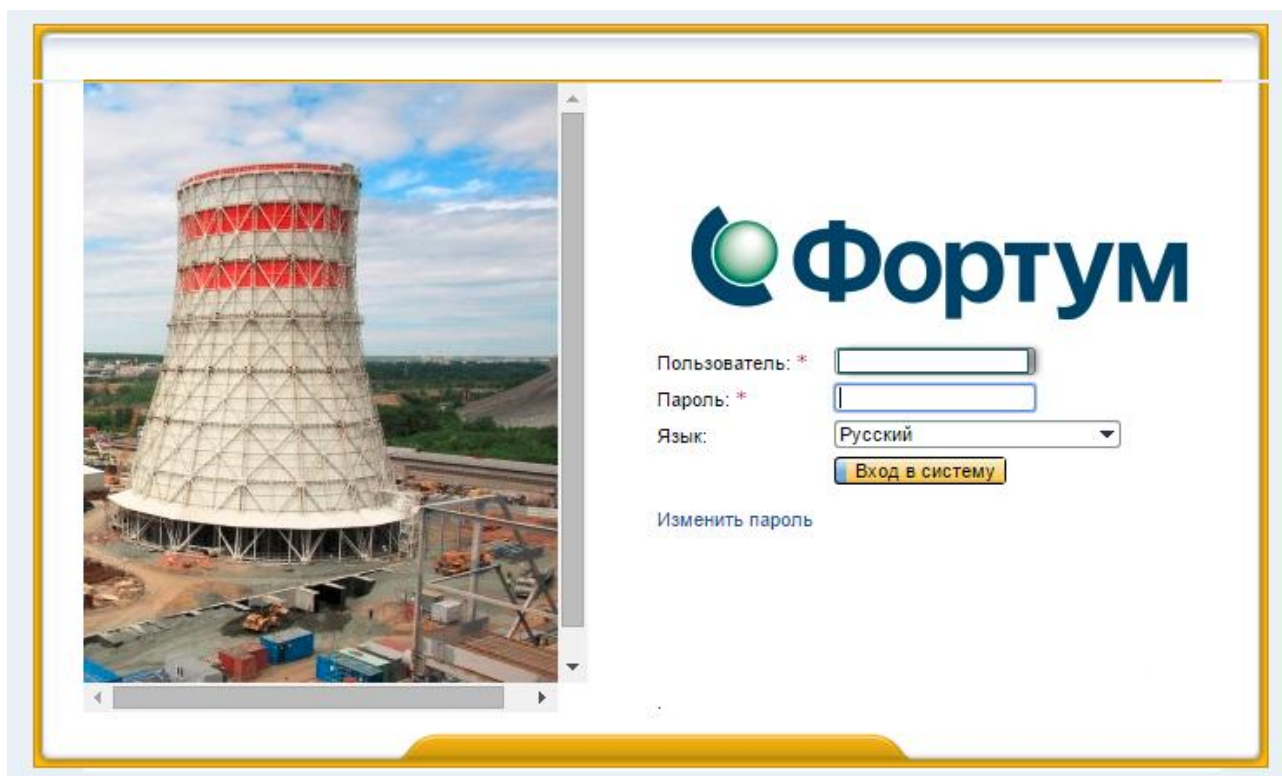 Фортум
Пользователь: *
Пароль: *
Язык: Русский
Вход в систему
Изменить пароль
.